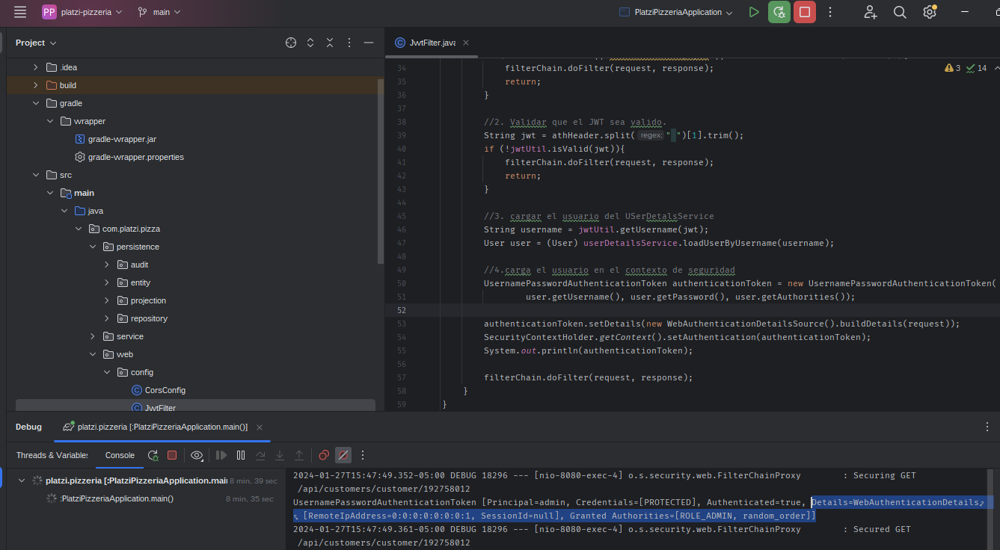 PP platzi-pizzeria main PlatziPizzeriaApplication
Project
.idea
build
gradle
wrapper
gradle-wrapper.jar
gradle-wrapper.properties
src
main
java
com.platzi.pizza
persistence
audit
entity
projection
repository
service
web
config
CorsConfig
JwtFilter
JwtFilter.java
3 14
34 filterChain.doFilter(request, response);
35 return;
36 }
37
38 //2. Validar que el JWT sea valido.
39 String jwt = athHeader.split( regex: " ")[1].trim();
40 if (!jwtUtil.isValid(jwt)){
41 filterChain.doFilter(request, response);
42 return;
43 }
44
45 //3. cargar el usuario del USerDetalsService
46 String username = jwtUtil.getUsername(jwt);
47 User user = (User) userDetailsService.loadUserByUsername(username);
48
49 //4.carga el usuario en el contexto de seguridad
50 UsernamePasswordAuthenticationToken authenticationToken = new UsernamePasswordAuthenticationToken(
51 user.getUsername(), user.getPassword(), user.getAuthorities());
52
53 authenticationToken.setDetails(new WebAuthenticationDetailsSource().buildDetails(request));
54 SecurityContextHolder.getContext().setAuthentication(authenticationToken);
55 System.out.println(authenticationToken);
56
57 filterChain.doFilter(request, response);
58 }
59 }
Debug platzi.pizzeria [:PlatziPizzeriaApplication.main()]
Threads & Variables Console
platzi.pizzeria [:PlatziPizzeriaApplication.mai 8 min, 39 sec
:PlatziPizzeriaApplication.main() 8 min, 35 sec
2024-01-27T15:47:49.352-05:00 DEBUG 18296 --- [nio-8080-exec-4] o.s.security.web.FilterChainProxy : Securing GET
/api/customers/customer/192758012
UsernamePasswordAuthenticationToken [Principal=admin, Credentials=[PROTECTED], Authenticated=true, Details=WebAuthenticationDetails
[RemoteIpAddress=0:0:0:0:0:0:0:1, SessionId=null], Granted Authorities=[ROLE_ADMIN, random_order]]
2024-01-27T15:47:49.361-05:00 DEBUG 18296 --- [nio-8080-exec-4] o.s.security.web.FilterChainProxy : Secured GET
/api/customers/customer/192758012